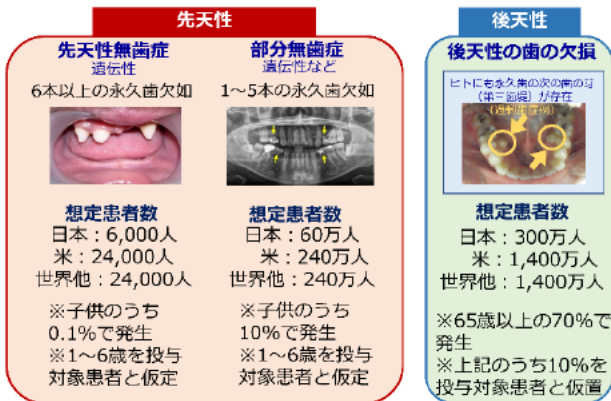 先天性
先天性無歯症
遺伝性
6本以上の永久歯欠如
想定患者数
日本：6,000人
米：24,000人
世界他：24,000人
※子供のうち
0.1%で発生
※1～6歳を投与
対象患者と仮定
部分無歯症
遺伝性など
1～5本の永久歯欠如
想定患者数
日本：60万人
米：240万人
世界他：240万人
※子供のうち
10%で発生
※1～6歳を投与
対象患者と仮定
後天性
後天性の歯の欠損
ヒトにも永久歯の次の歯の芽
（第三歯堤）が存在
想定患者数
日本：300万人
米：1,400万人
世界他：1,400万人
※65歳以上の70%で
発生
※上記のうち10%を
投与対象患者と仮置